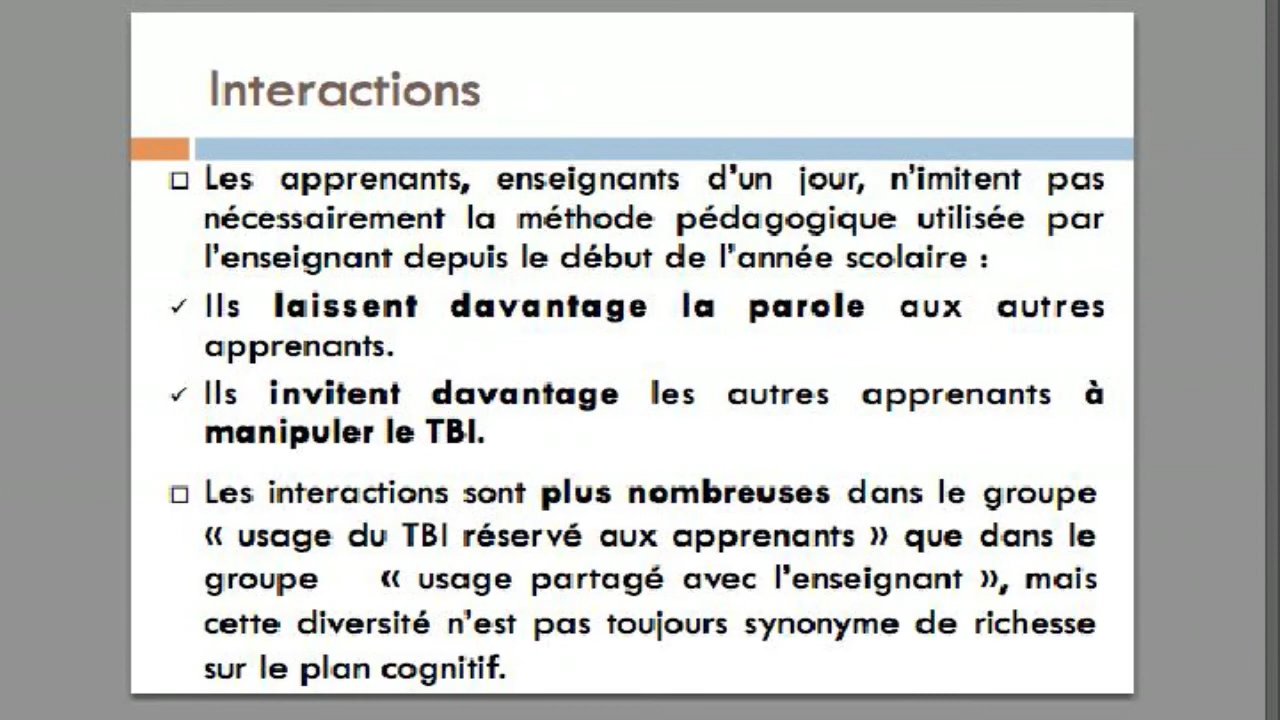 Interactions
Les apprenants, enseignants d'un jour, n'imitent pas
nécessairement la méthode pédagogique utilisée par
l'enseignant depuis le début de l'année scolaire :
Ils laissent davantage la parole aux autres
apprenants.
Ils invitent davantage les autres apprenants à
manipuler le TBI.
Les interactions sont plus nombreuses dans le groupe
« usage du TBI réservé aux apprenants » que dans le
groupe « usage partagé avec l'enseignant », mais
cette diversité n'est pas toujours synonyme de richesse
sur le plan cognitif.